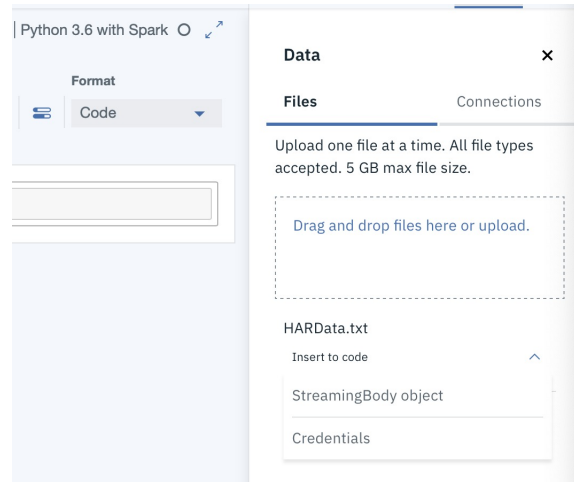 Python 3.6 with Spark
Format
Code
Data
Files
Connections
Upload one file at a time. All file types
accepted. 5 GB max file size.
Drag and drop files here or upload.
HARData.txt
Insert to code
StreamingBody object
Credentials